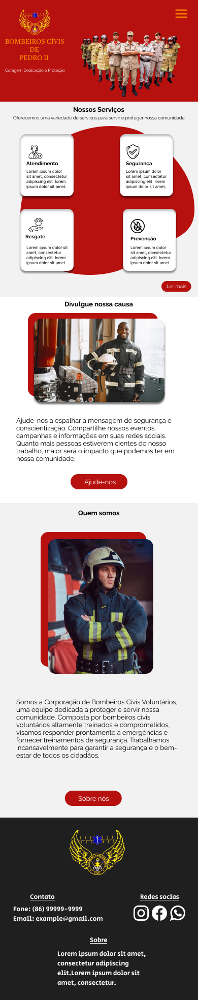 BOMBEIROS CÍVIS
DE
PEDRO II
Coragem Dedicação e Proteção
Nossos Serviços
Oferecemos uma variedade de serviços para servir e proteger nossa comunidade
24
Atendimento
Lorem ipsum dolor
sit amet, consectetur
adipiscing elit lorem
ipsum dolor sit amet.
Segurança
Lorem ipsum dolor
sit amet, consectetur
adipiscing elit lorem
ipsum dolor sit amet.
Resgate
Lorem ipsum dolor sit
amet, consectetur
adipiscing elit lorem
ipsum dolor sit amet.
Prevenção
Lorem ipsum dolor
sit amet, consectetur
adipiscing elit lorem
ipsum dolor sit amet.
Ler mais
Divulgue nossa causa
Ajude-nos a espalhar a mensagem de segurança e
conscientização. Compartilhe nossos eventos,
campanhas e informações em suas redes sociais.
Quanto mais pessoas estiverem cientes do nosso
trabalho, maior será o impacto que podemos ter em
nossa comunidade.
Ajude-nos
Quem somos
Somos a Corporação de Bombeiros Civis Voluntários,
uma equipe dedicada a proteger e servir nossa
comunidade. Composta por bombeiros civis
voluntários altamente treinados e comprometidos,
visamos responder prontamente a emergências e
fornecer treinamentos de segurança. Trabalhamos
incansavelmente para garantir a segurança e o bem-
estar de todos os cidadãos.
Sobre nós
BOMBEIRO PROFISSIONAL
CIVIL
Contato
Fone: (86) 99999-9999
Email: example@gmail.com
Redes socias
Sobre
Lorem ipsum dolor sit amet,
consectetur adipiscing
elit.Lorem ipsum dolor sit
amet, consectetur.